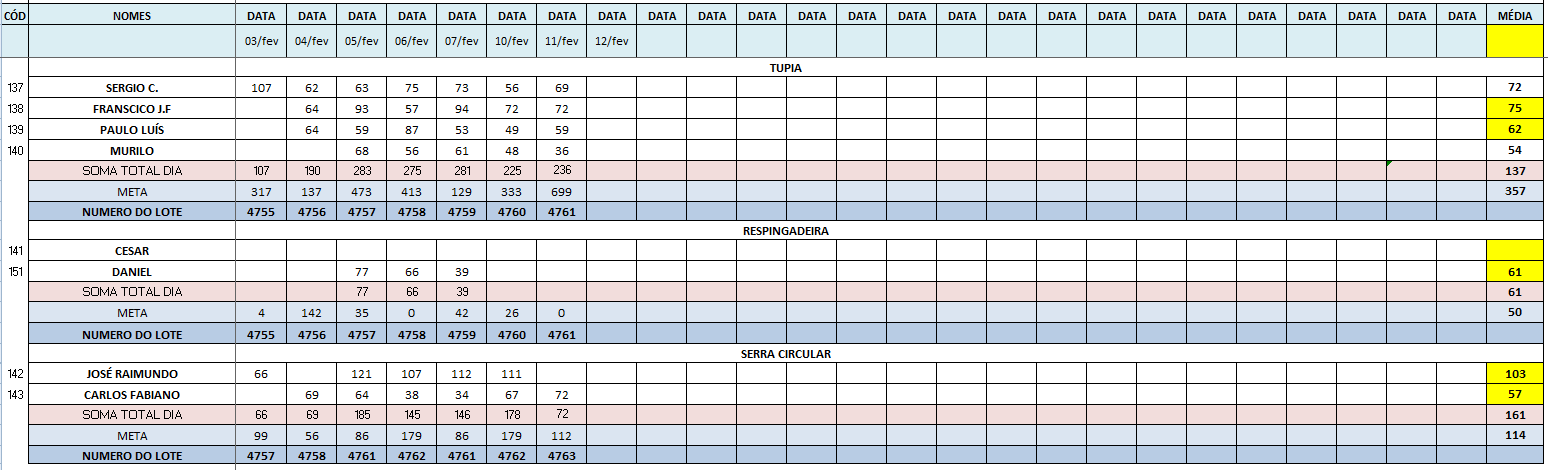 CÓD NOMES DATA DATA DATA DATA DATA DATA DATA DATA DATA DATA DATA DATA DATA DATA DATA DATA DATA DATA DATA DATA DATA DATA DATA DATA DATA MÉDIA
03/fev 04/fev 05/fev 06/fev 07/fev 10/fev 11/fev 12/fev
TUPIA
137 SERGIO C. 107 62 63 75 73 56 69 72
138 FRANSCICO J.F 64 93 57 94 72 72 75
139 PAULO LUÍS 64 59 87 53 49 59 62
140 MURILO 68 56 61 48 36 54
SOMA TOTAL DIA 107 190 283 275 281 225 236 137
META 317 137 473 413 129 333 699 357
NUMERO DO LOTE 4755 4756 4757 4758 4759 4760 4761
RESPINGADEIRA
141 CESAR
151 DANIEL 77 66 39 61
SOMA TOTAL DIA 77 66 39 61
META 4 142 35 0 42 26 0 50
NUMERO DO LOTE 4755 4756 4757 4758 4759 4760 4761
SERRA CIRCULAR
142 JOSÉ RAIMUNDO 66 121 107 112 111 103
143 CARLOS FABIANO 69 64 38 34 67 72 57
SOMA TOTAL DIA 66 69 185 145 146 178 72 161
META 99 56 86 179 86 179 112 114
NUMERO DO LOTE 4757 4758 4761 4762 4761 4762 4763